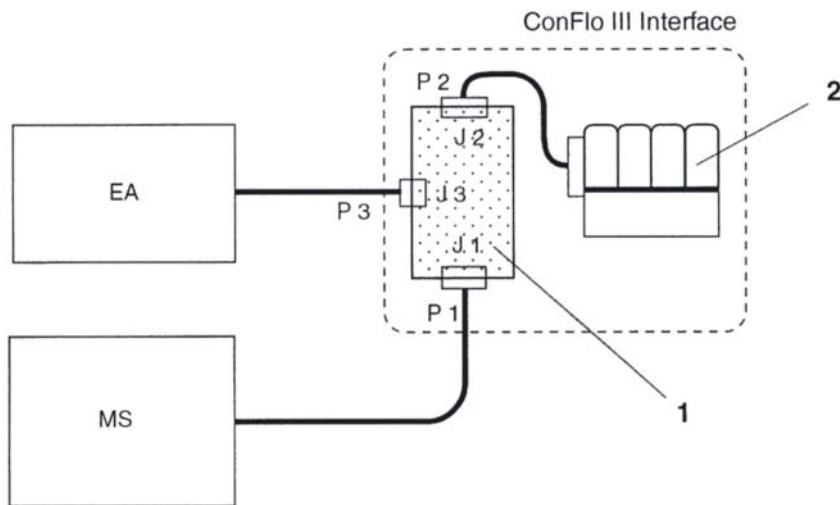 ConFlo III Interface
P 2
2
J 2
EA
J 3
P 3
J 1
P 1
1
MS